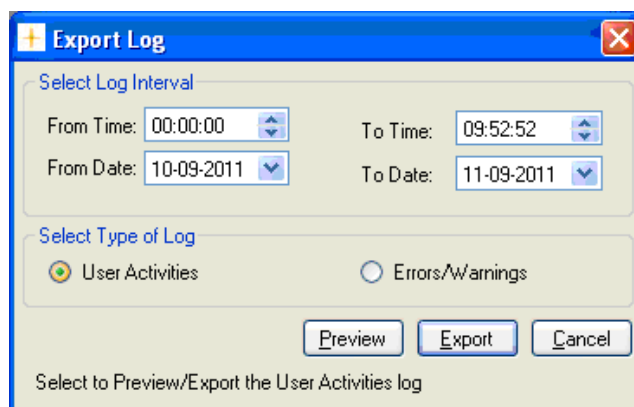 Export Log
Select Log Interval
From Time: 00:00:00 To Time: 09:52:52
From Date: 10-09-2011 To Date: 11-09-2011
Select Type of Log
User Activities Errors/Warnings
Preview Export Cancel
Select to Preview/Export the User Activities log